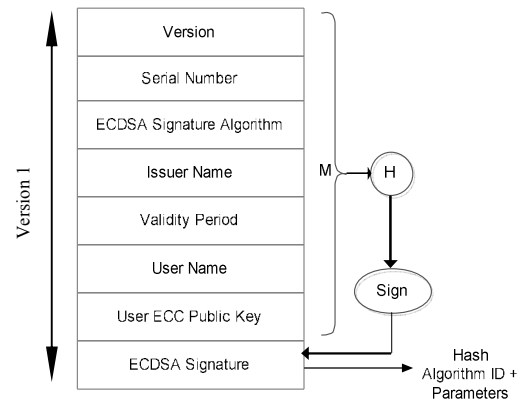 Version
Serial Number
ECDSA Signature Algorithm
Issuer Name
Validity Period
User Name
User ECC Public Key
ECDSA Signature
Version 1
M
H
Sign
Hash
Algorithm ID +
Parameters